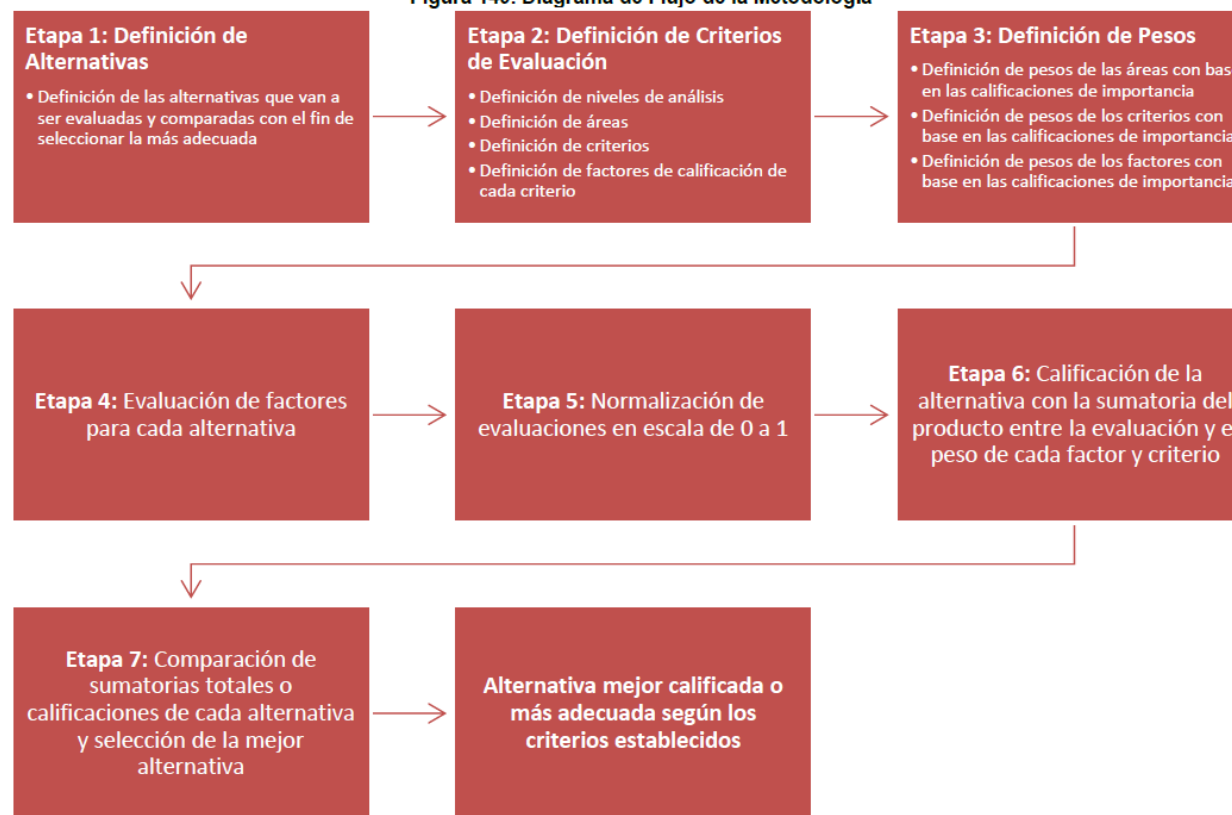 Figura 140. Diagrama de Flujo de la Metodología
Etapa 1: Definición de
Alternativas
• Definición de las alternativas que van a
ser evaluadas y comparadas con el fin de
seleccionar la más adecuada
Etapa 2: Definición de Criterios
de Evaluación
• Definición de niveles de análisis
• Definición de áreas
• Definición de criterios
• Definición de factores de calificación de
cada criterio
Etapa 3: Definición de Pesos
• Definición de pesos de las áreas con bas
en las calificaciones de importancia
• Definición de pesos de los criterios con
base en las calificaciones de importancia
• Definición de pesos de los factores con
base en las calificaciones de importancia
Etapa 4: Evaluación de factores
para cada alternativa
Etapa 5: Normalización de
evaluaciones en escala de 0 a 1
Etapa 6: Calificación de la
alternativa con la sumatoria del
producto entre la evaluación y e
peso de cada factor y criterio
Etapa 7: Comparación de
sumatorias totales o
calificaciones de cada alternativa
y selección de la mejor
alternativa
Alternativa mejor calificada o
más adecuada según los
criterios establecidos